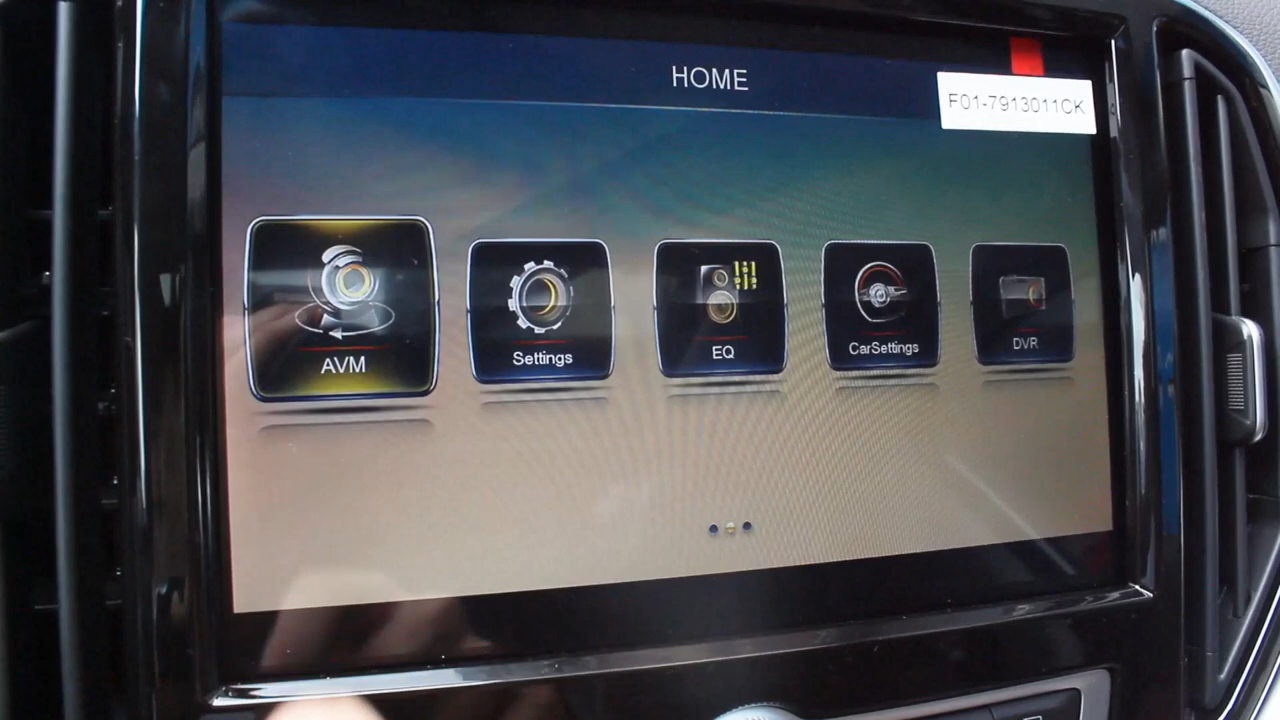 HOME
F01-7913011CK
AVM
Settings
EQ
CarSettings
DVR